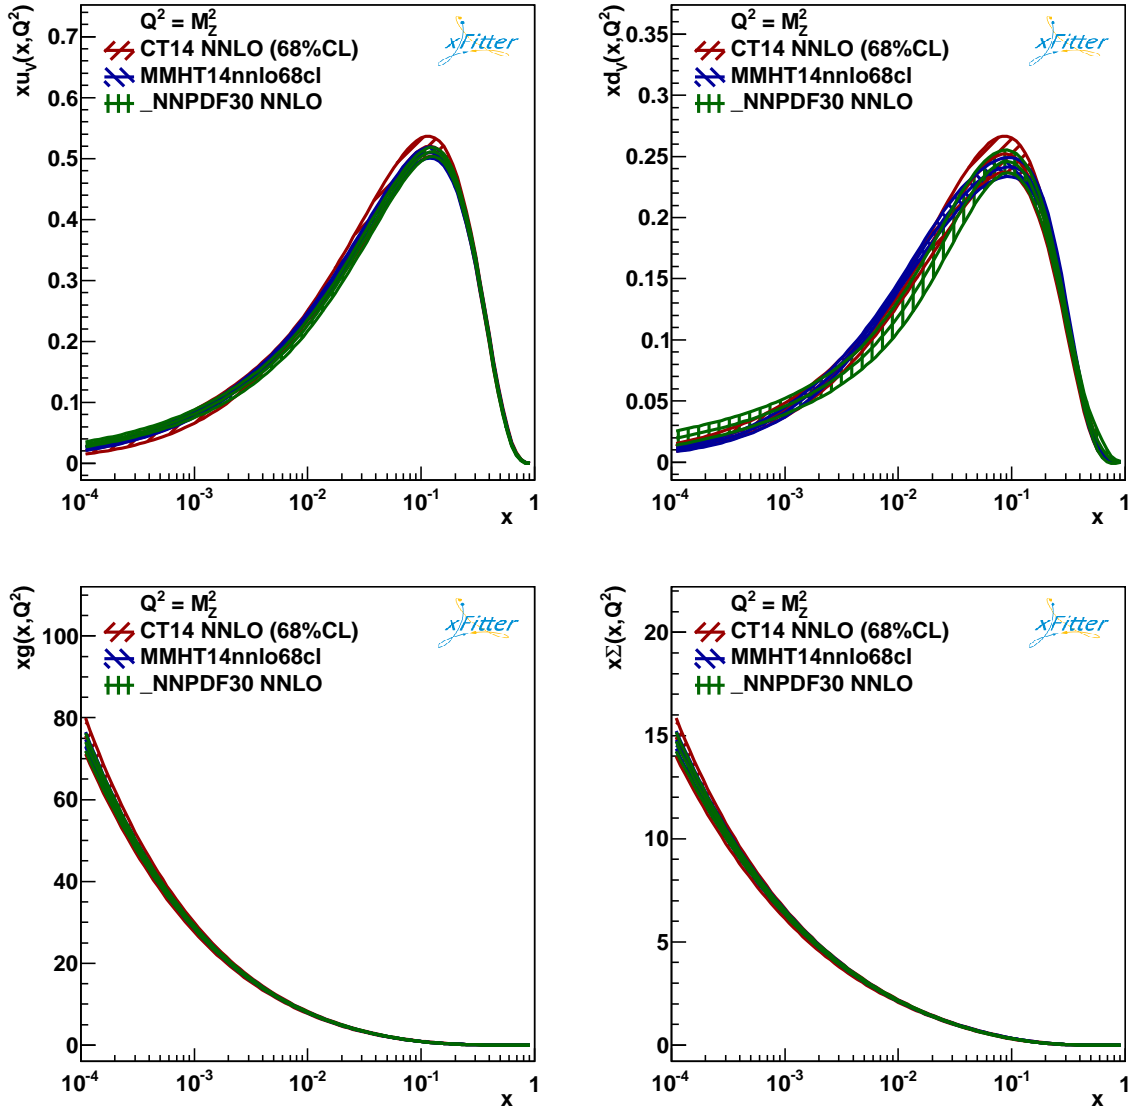 xu_V(x,Q²)
Q² = M_Z²
CT14 NNLO (68%CL)
MMHT14nnlo68cl
_NNPDF30 NNLO
xFitter
0.7
0.6
0.5
0.4
0.3
0.2
0.1
0
10⁻⁴ 10⁻³ 10⁻² 10⁻¹ 1
x
xd_V(x,Q²)
Q² = M_Z²
CT14 NNLO (68%CL)
MMHT14nnlo68cl
_NNPDF30 NNLO
xFitter
0.35
0.3
0.25
0.2
0.15
0.1
0.05
0
10⁻⁴ 10⁻³ 10⁻² 10⁻¹ 1
x
xg(x,Q²)
Q² = M_Z²
CT14 NNLO (68%CL)
MMHT14nnlo68cl
_NNPDF30 NNLO
xFitter
100
80
60
40
20
0
10⁻⁴ 10⁻³ 10⁻² 10⁻¹ 1
x
xΣ(x,Q²)
Q² = M_Z²
CT14 NNLO (68%CL)
MMHT14nnlo68cl
_NNPDF30 NNLO
xFitter
20
15
10
5
0
10⁻⁴ 10⁻³ 10⁻² 10⁻¹ 1
x